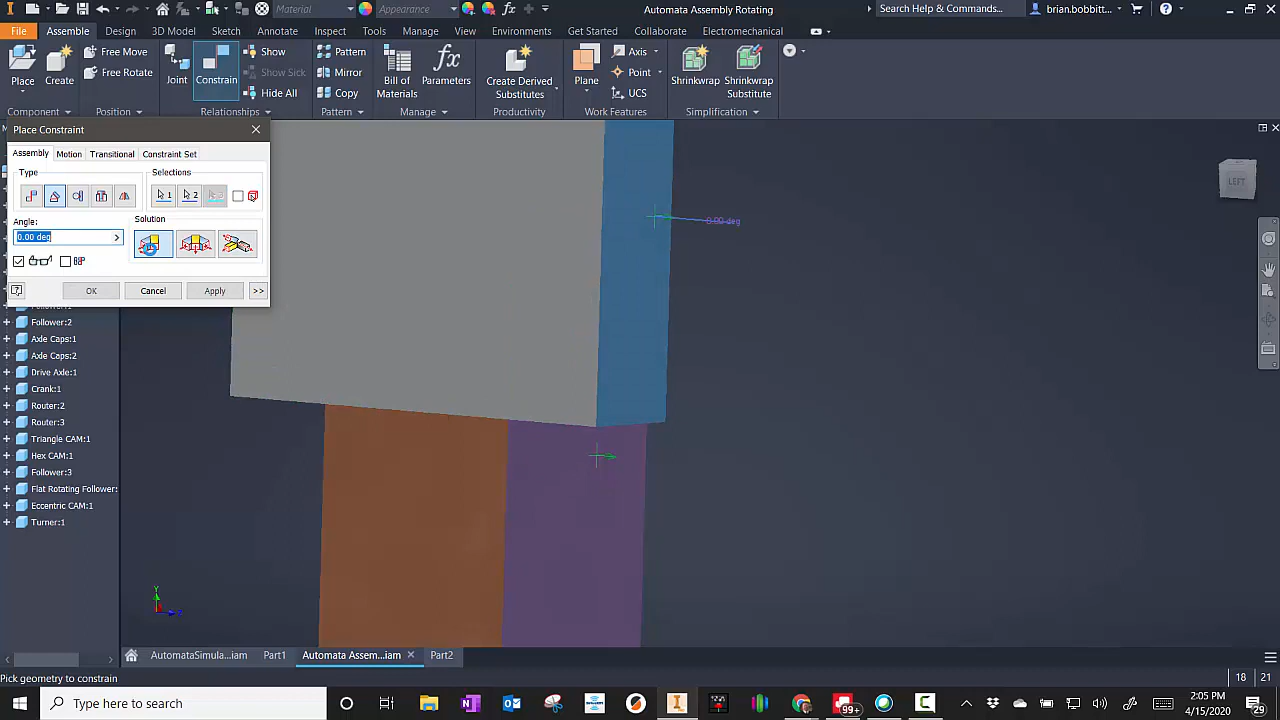 Material
Appearance
Automata Assembly Rotating
Search Help & Commands...
brian.bobbitt...
File
Assemble
Design
3D Model
Sketch
Annotate
Inspect
Tools
Manage
View
Environments
Get Started
Collaborate
Electromechanical
Place
Create
Free Move
Free Rotate
Joint
Constrain
Show
Show Sick
Hide All
Pattern
Mirror
Copy
Bill of
Materials
fx
Parameters
Create Derived
Substitutes
Plane
Axis
Point
UCS
Shrinkwrap
Shrinkwrap
Substitute
Component
Position
Relationships
Pattern
Manage
Productivity
Work Features
Simplification
Place Constraint
Assembly
Motion
Transitional
Constraint Set
Type
Selections
1
2
Angle:
0.00 deg
Solution
OK
Cancel
Apply
>>
0.00 deg
LEFT
Follower:2
Axle Caps:1
Axle Caps:2
Drive Axle:1
Crank:1
Router:2
Router:3
Triangle CAM:1
Hex CAM:1
Follower:3
Flat Rotating Follower:
Eccentric CAM:1
Turner:1
Y
AutomataSimula...iam
Part1
Automata Assem...iam
Part2
Pick geometry to constrain
18
21
Type here to search
99+
2:05 PM
4/15/2020
29